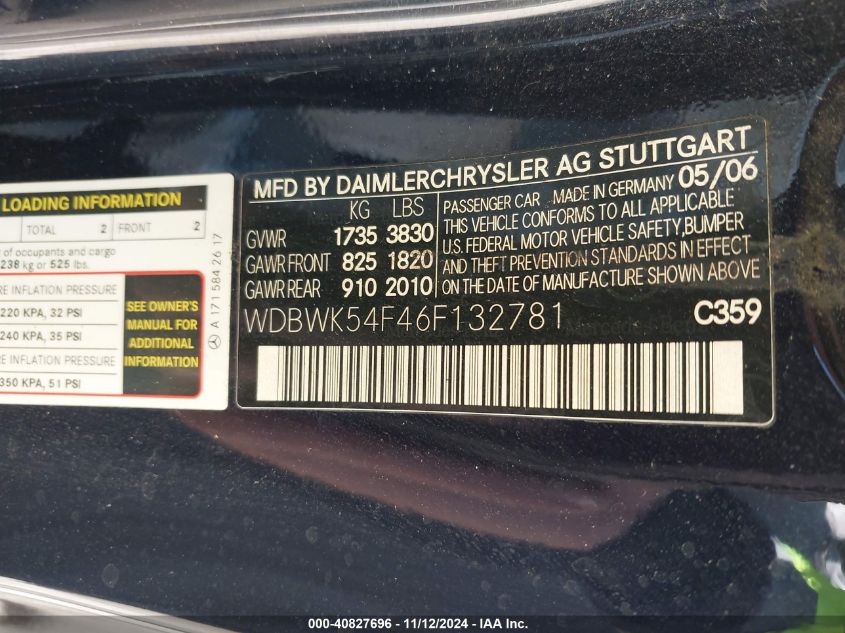 LOADING INFORMATION
TOTAL 2 FRONT 2
of occupants and cargo
238 kg or 525 lbs.
RE INFLATION PRESSURE
220 KPA, 32 PSI
240 KPA, 35 PSI
RE INFLATION PRESSURE
350 KPA, 51 PSI
SEE OWNER'S
MANUAL FOR
ADDITIONAL
INFORMATION
A 171 584 26 17
MFD BY DAIMLERCHRYSLER AG STUTTGART
KG LBS
GVWR 1735 3830
GAWR FRONT 825 1820
GAWR REAR 910 2010
PASSENGER CAR MADE IN GERMANY 05/06
THIS VEHICLE CONFORMS TO ALL APPLICABLE
U.S. FEDERAL MOTOR VEHICLE SAFETY,BUMPER
AND THEFT PREVENTION STANDARDS IN EFFECT
ON THE DATE OF MANUFACTURE SHOWN ABOVE
WDBWK54F46F132781 C359
000-40827696 - 11/12/2024 - IAA Inc.